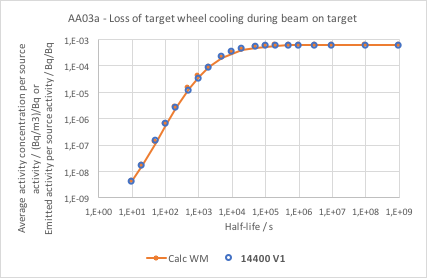 AA03a - Loss of target wheel cooling during beam on target
Average activity concentration per source
activity / (Bq/m3)/Bq or
Emitted activity per source activity / Bq/Bq
1,E-03
1,E-04
1,E-05
1,E-06
1,E-07
1,E-08
1,E-09
1,E+00 1,E+01 1,E+02 1,E+03 1,E+04 1,E+05 1,E+06 1,E+07 1,E+08 1,E+09
Half-life / s
Calc WM 14400 V1